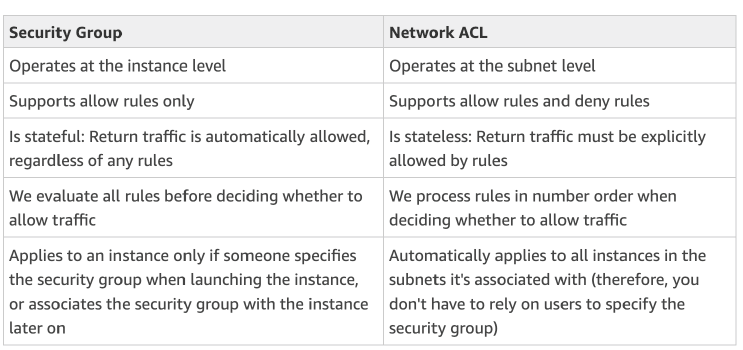 Security Group
Network ACL
Operates at the instance level
Operates at the subnet level
Supports allow rules only
Supports allow rules and deny rules
Is stateful: Return traffic is automatically allowed,
regardless of any rules
Is stateless: Return traffic must be explicitly
allowed by rules
We evaluate all rules before deciding whether to
allow traffic
We process rules in number order when
deciding whether to allow traffic
Applies to an instance only if someone specifies
the security group when launching the instance,
or associates the security group with the instance
later on
Automatically applies to all instances in the
subnets it's associated with (therefore, you
don't have to rely on users to specify the
security group)